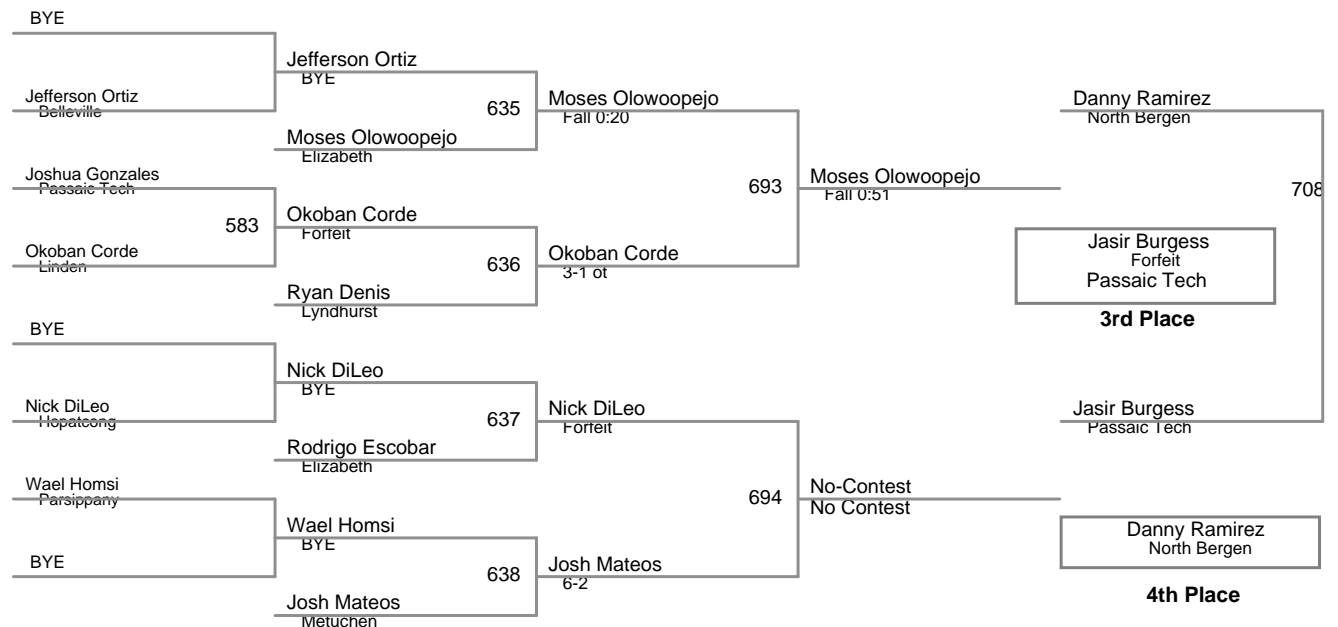 BYE
Jefferson Ortiz
Belleville
Joshua Gonzales
Passaic Tech
583
Okoban Corde
Linden
BYE
Nick DiLeo
Hopatcong
Wael Homsi
Parsippany
BYE
Jefferson Ortiz
BYE
635
Moses Olowoopejo
Elizabeth
Okoban Corde
Forfeit
636
Ryan Denis
Lyndhurst
Nick DiLeo
BYE
637
Rodrigo Escobar
Elizabeth
Wael Homsi
BYE
638
Josh Mateos
Metuchen
Moses Olowoopejo
Fall 0:20
693
Okoban Corde
3-1 ot
Nick DiLeo
Forfeit
694
Josh Mateos
6-2
Moses Olowoopejo
Fall 0:51
No-Contest
No Contest
Danny Ramirez
North Bergen
708
Jasir Burgess
Forfeit
Passaic Tech
3rd Place
Jasir Burgess
Passaic Tech
Danny Ramirez
North Bergen
4th Place